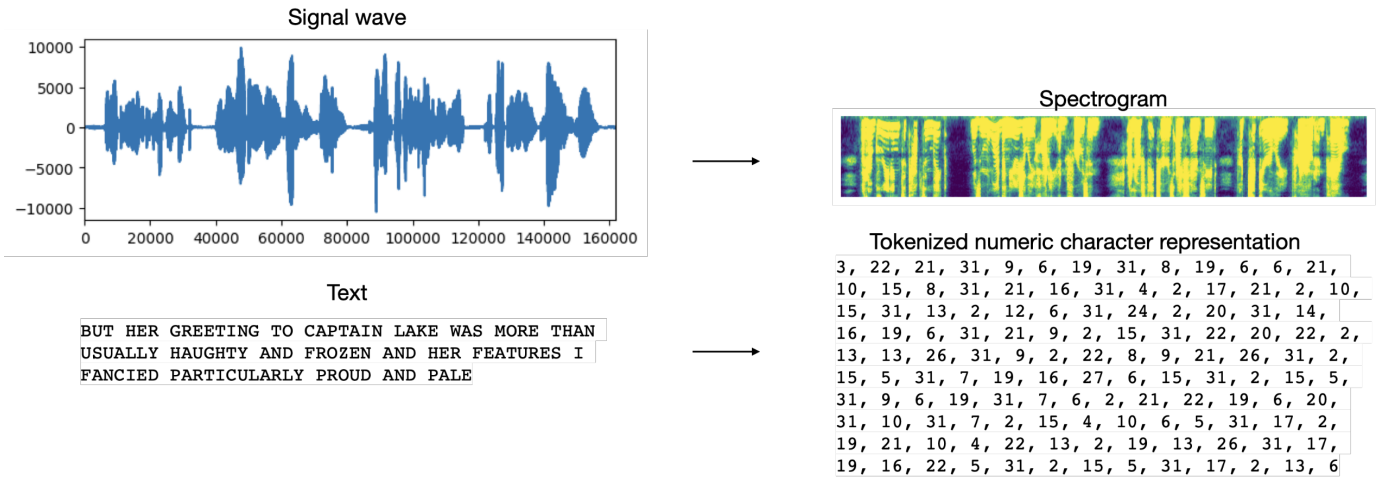 Signal wave
10000
5000
0
−5000
−10000
0 20000 40000 60000 80000 100000 120000 140000 160000
Text
BUT HER GREETING TO CAPTAIN LAKE WAS MORE THAN
USUALLY HAUGHTY AND FROZEN AND HER FEATURES I
FANCIED PARTICULARLY PROUD AND PALE
Spectrogram
Tokenized numeric character representation
3, 22, 21, 31, 9, 6, 19, 31, 8, 19, 6, 6, 21,
10, 15, 8, 31, 21, 16, 31, 4, 2, 17, 21, 2, 10,
15, 31, 13, 2, 12, 6, 31, 24, 2, 20, 31, 14,
16, 19, 6, 31, 21, 9, 2, 15, 31, 22, 20, 22, 2,
13, 13, 26, 31, 9, 2, 22, 8, 9, 21, 26, 31, 2,
15, 5, 31, 7, 19, 16, 27, 6, 15, 31, 2, 15, 5,
31, 9, 6, 19, 31, 7, 6, 2, 21, 22, 19, 6, 20,
31, 10, 31, 7, 2, 15, 4, 10, 6, 5, 31, 17, 2,
19, 21, 10, 4, 22, 13, 2, 19, 13, 26, 31, 17,
19, 16, 22, 5, 31, 2, 15, 5, 31, 17, 2, 13, 6